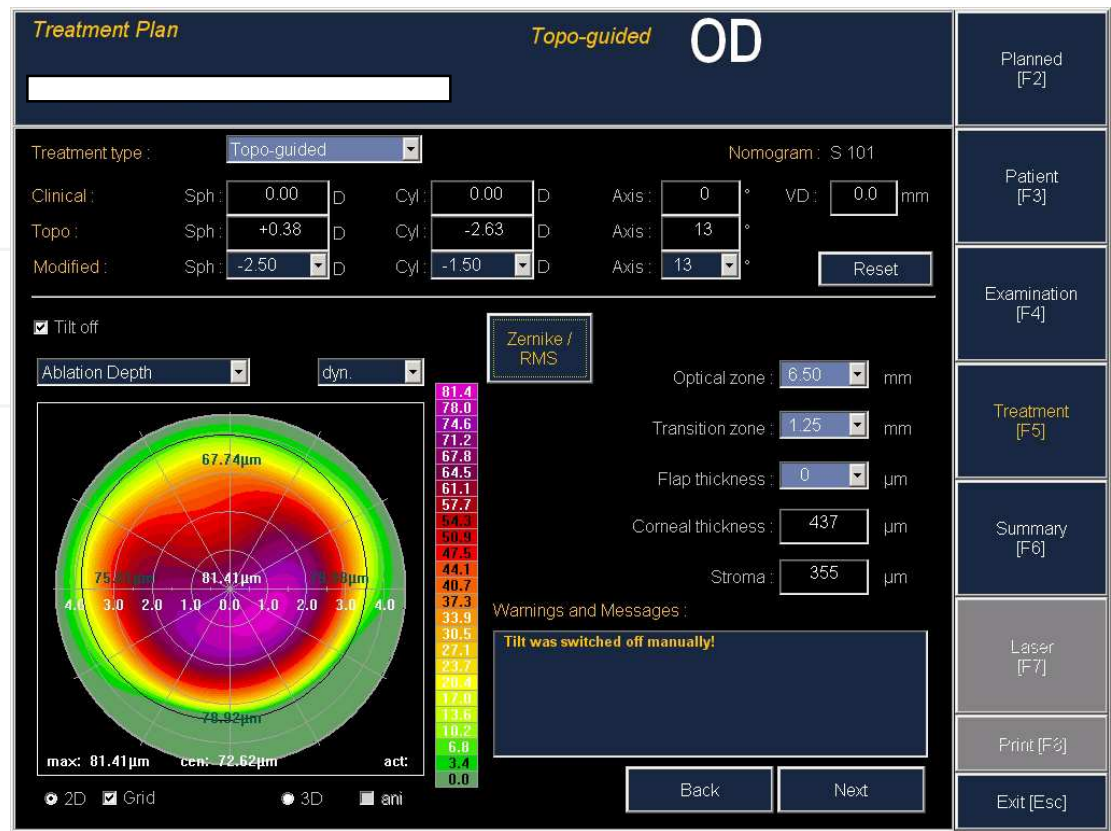 Treatment Plan
Topo-guided
OD
Planned
[F2]
Treatment type :
Topo-guided
Nomogram : S 101
Clinical : Sph : 0.00 D Cyl : 0.00 D Axis : 0 ° VD : 0.0 mm
Topo : Sph : +0.38 D Cyl : -2.63 D Axis : 13 °
Modified : Sph : -2.50 D Cyl : -1.50 D Axis : 13 ° Reset
Patient
[F3]
Examination
[F4]
Tilt off
Ablation Depth
dyn.
Zernike /
RMS
Optical zone : 6.50 mm
Transition zone : 1.25 mm
Flap thickness : 0 µm
Corneal thickness : 437 µm
Stroma : 355 µm
81.4
78.0
74.6
71.2
67.8
64.5
61.1
57.7
54.3
50.9
47.5
44.1
40.7
37.3
33.9
30.5
27.1
23.7
20.4
17.0
13.6
10.2
6.8
3.4
0.0
67.74µm
81.41µm
4.0 3.0 2.0 1.0 0.0 1.0 2.0 3.0 4.0
78.92µm
max: 81.41µm cen: 72.62µm act:
2D Grid 3D ani
Warnings and Messages :
Tilt was switched off manually!
Back
Next
Treatment
[F5]
Summary
[F6]
Laser
[F7]
Print [F8]
Exit [Esc]